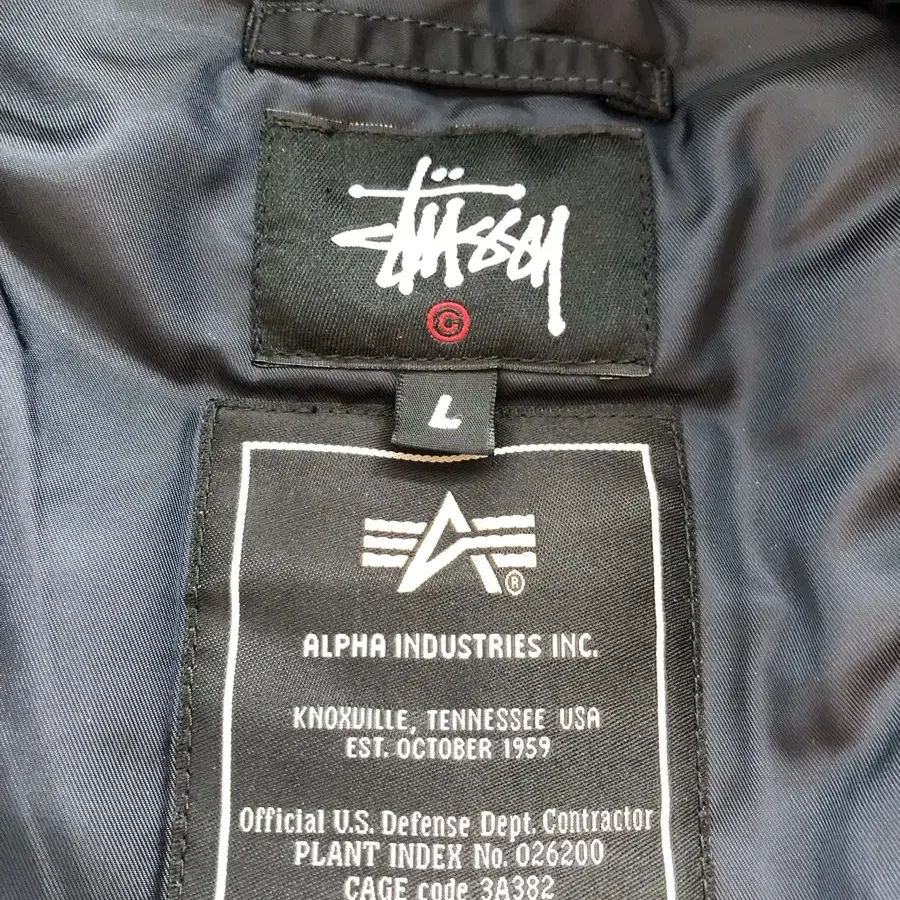 Stüssy
©
L
®
ALPHA INDUSTRIES INC.
KNOXVILLE, TENNESSEE USA
EST. OCTOBER 1959
Official U.S. Defense Dept. Contractor
PLANT INDEX No. 026200
CAGE code 3A382